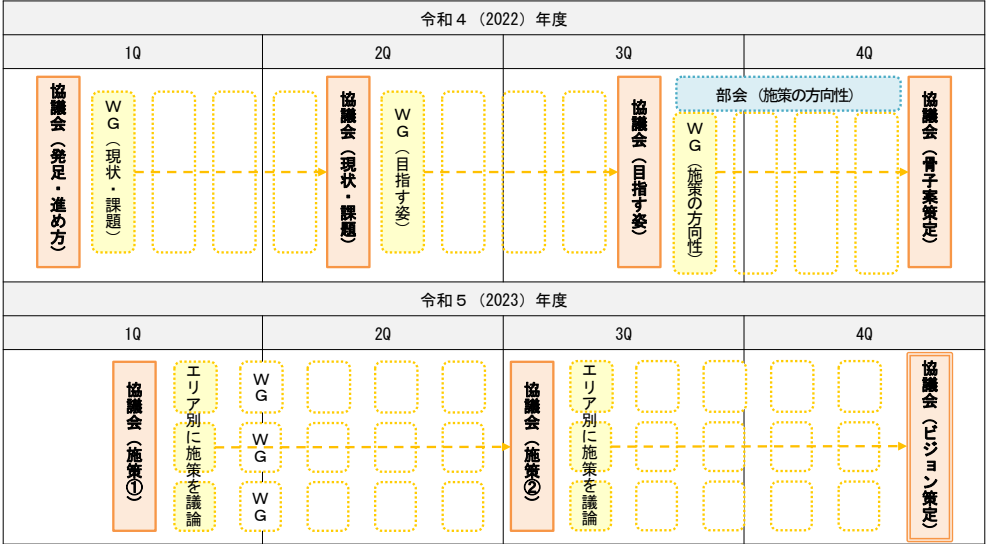 令和４（2022）年度
1Q
2Q
3Q
4Q
協議会（発足・進め方）
ＷＧ（現状・課題）
協議会（現状・課題）
ＷＧ（目指す姿）
協議会（目指す姿）
部会（施策の方向性）
ＷＧ（施策の方向性）
協議会（骨子案策定）
令和５（2023）年度
1Q
2Q
3Q
4Q
協議会（施策①）
エリア別に施策を議論
ＷＧ
ＷＧ
ＷＧ
協議会（施策②）
エリア別に施策を議論
協議会（ビジョン策定）